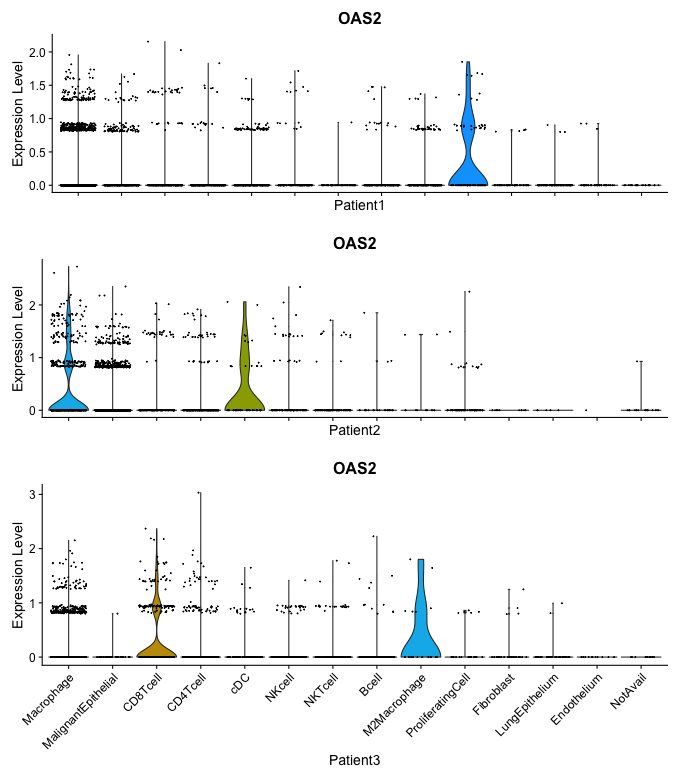 OAS2
Expression Level
2.0
1.5
1.0
0.5
0.0
Patient1
OAS2
Expression Level
2
1
0
Patient2
OAS2
Expression Level
3
2
1
0
Macrophage
MalignantEpithelial
CD8Tcell
CD4Tcell
cDC
NKcell
NKTcell
Bcell
M2Macrophage
ProliferatingCell
Fibroblast
LungEpithelium
Endothelium
NotAvail
Patient3